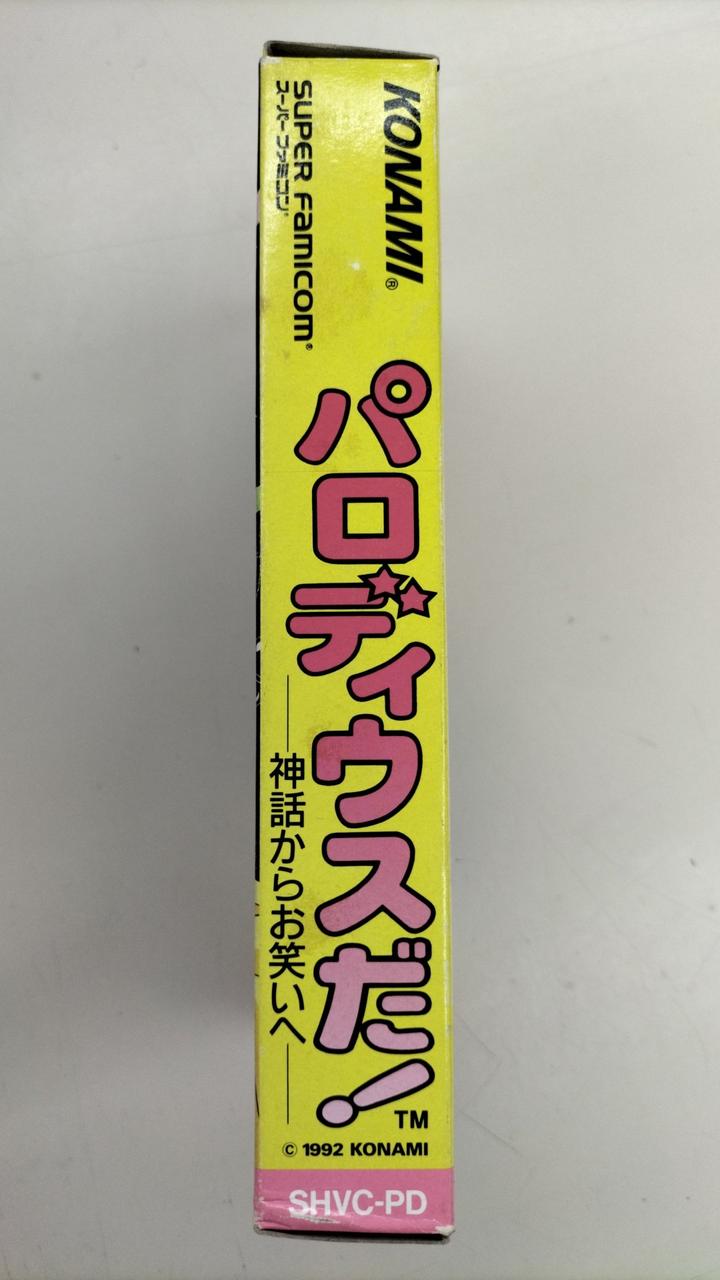 KONAMI®
SUPER Famicom®
スーパーファミコン
パロディウスだ!
TM
神話からお笑いへ
© 1992 KONAMI
SHVC-PD